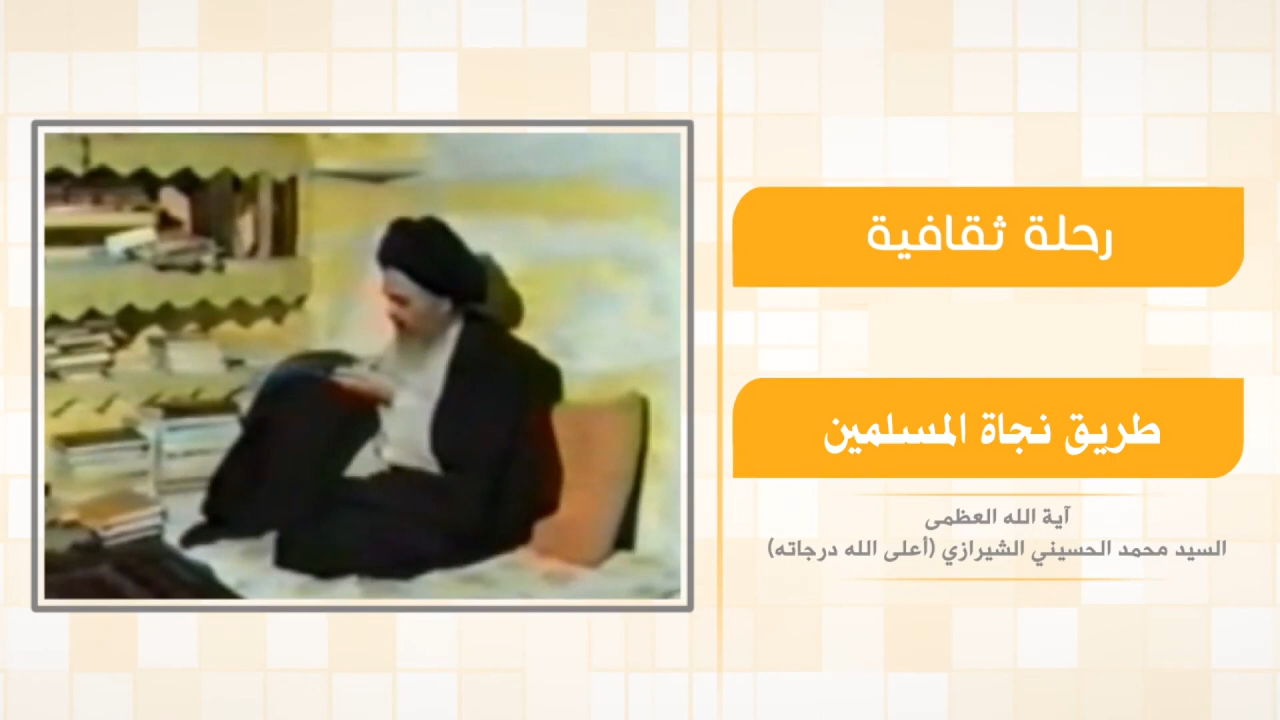 رحلة ثقافية
طريق نجاة المسلمين
آية الله العظمى
السيد محمد الحسيني الشيرازي (أعلى الله درجاته)